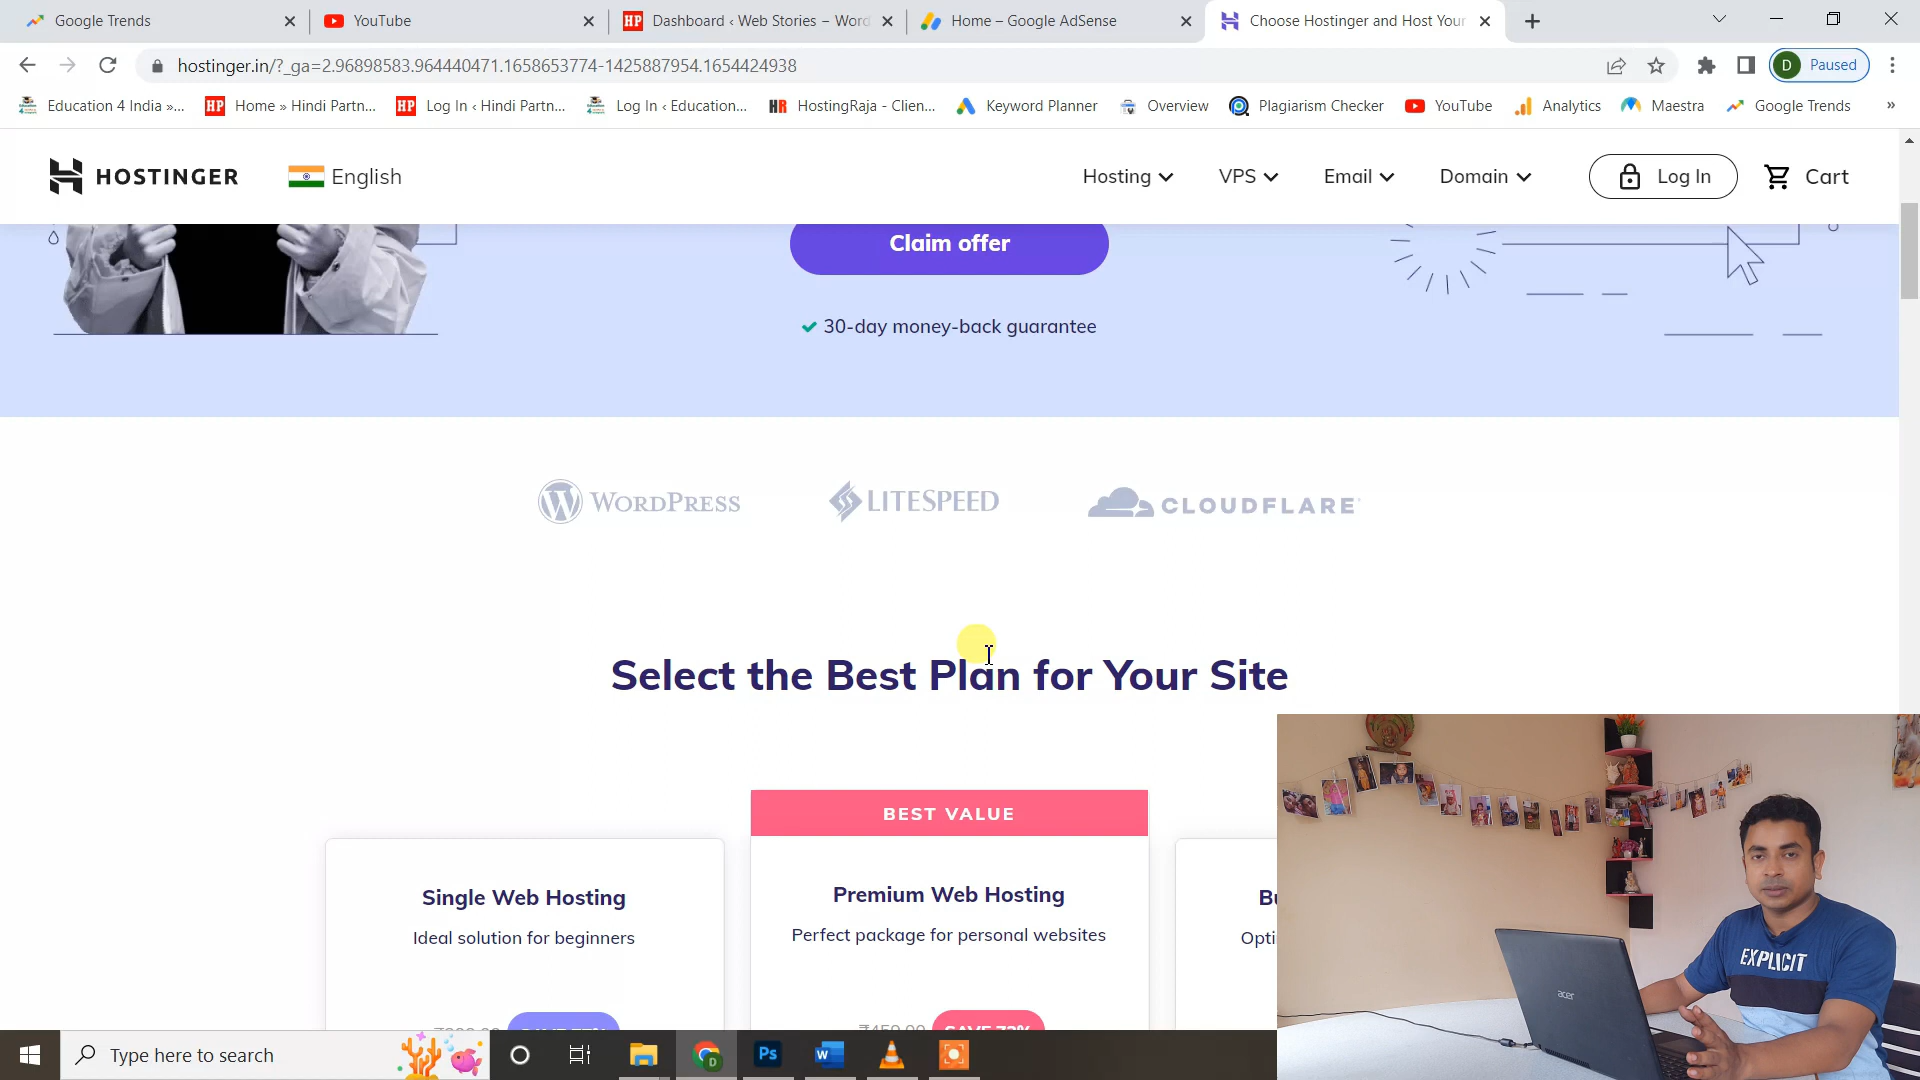 Google Trends
YouTube
Dashboard ‹ Web Stories – Word
Home – Google AdSense
Choose Hostinger and Host Your
hostinger.in/?_ga=2.96898583.964440471.1658653774-1425887954.1654424938
D Paused
Education 4 India »...
HP Home » Hindi Partn...
HP Log In ‹ Hindi Partn...
Log In ‹ Education...
HR HostingRaja - Clien...
Keyword Planner
Overview
Plagiarism Checker
YouTube
Analytics
Maestra
Google Trends
»
HOSTINGER
English
Hosting
VPS
Email
Domain
Log In
Cart
Claim offer
30-day money-back guarantee
WORDPRESS
LITESPEED
CLOUDFLARE
Select the Best Plan for Your Site
BEST VALUE
Single Web Hosting
Ideal solution for beginners
Premium Web Hosting
Perfect package for personal websites
EXPLICIT
acer
Type here to search